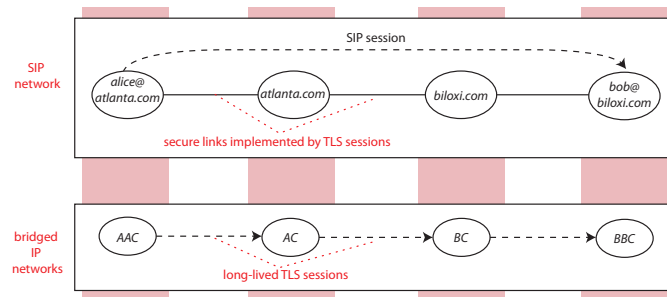 SIP session
SIP
network
alice@
atlanta.com
atlanta.com
biloxi.com
bob@
biloxi.com
secure links implemented by TLS sessions
bridged
IP
networks
AAC
AC
BC
BBC
long-lived TLS sessions